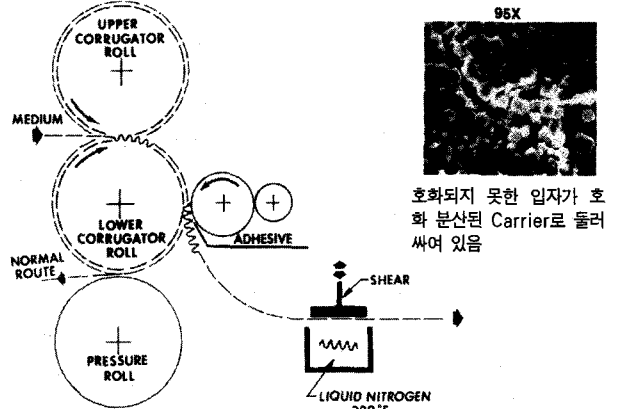 UPPER
CORRUGATOR
ROLL
MEDIUM
LOWER
CORRUGATOR
ROLL
ADHESIVE
NORMAL
ROUTE
PRESSURE
ROLL
SHEAR
LIQUID NITROGEN
95X
호화되지 못한 입자가 호
화 분산된 Carrier로 둘러
싸여 있음